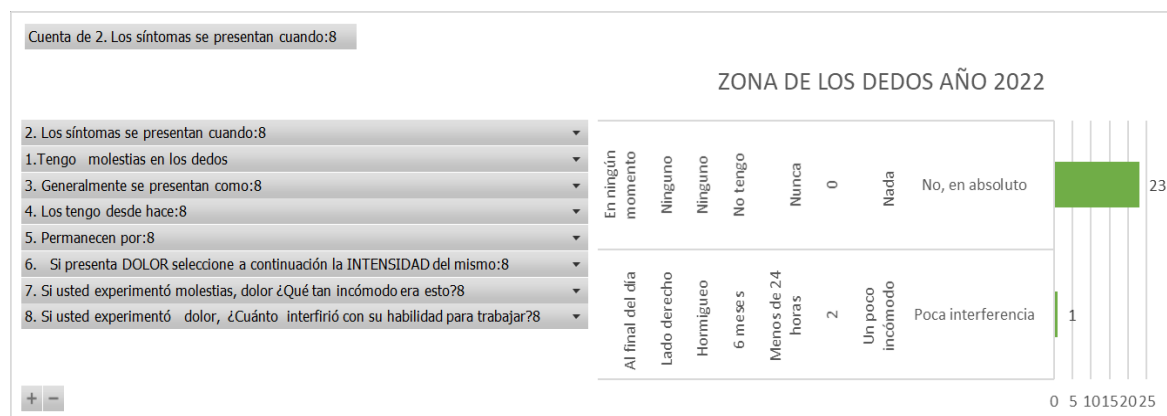 Cuenta de 2. Los síntomas se presentan cuando:8
ZONA DE LOS DEDOS AÑO 2022
2. Los síntomas se presentan cuando:8
1.Tengo molestias en los dedos
3. Generalmente se presentan como:8
4. Los tengo desde hace:8
5. Permanecen por:8
6. Si presenta DOLOR seleccione a continuación la INTENSIDAD del mismo:8
7. Si usted experimentó molestias, dolor ¿Qué tan incómodo era esto?8
8. Si usted experimentó dolor, ¿Cuánto interfirió con su habilidad para trabajar?8
En ningún
momento
Ninguno
Ninguno
No tengo
Nunca
0
Nada
No, en absoluto
23
Al final del día
Lado derecho
Hormigueo
6 meses
Menos de 24
horas
2
Un poco
incómodo
Poca interferencia
1
0 5 10 15 20 25
+ −